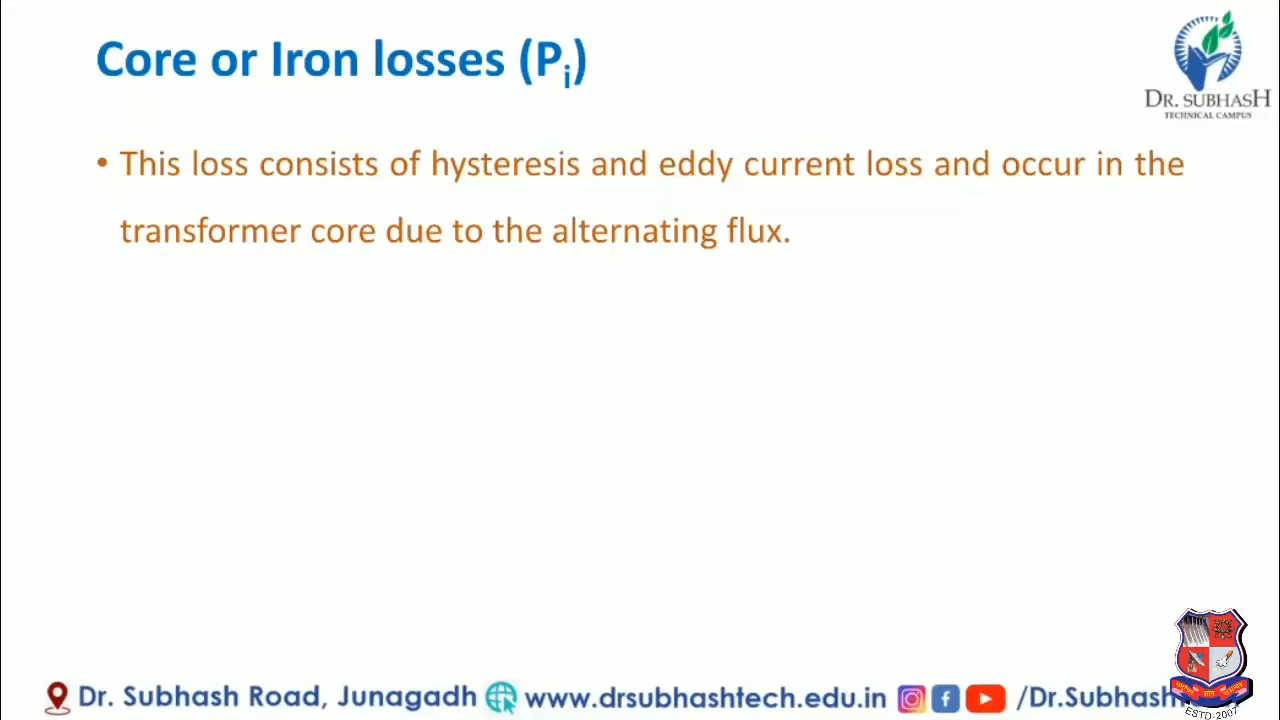 Core or Iron losses (Pi)
DR. SUBHASH
TECHNICAL CAMPUS
• This loss consists of hysteresis and eddy current loss and occur in the
transformer core due to the alternating flux.
Dr. Subhash Road, Junagadh www.drsubhashtech.edu.in /Dr.Subhash
ESTD-2007